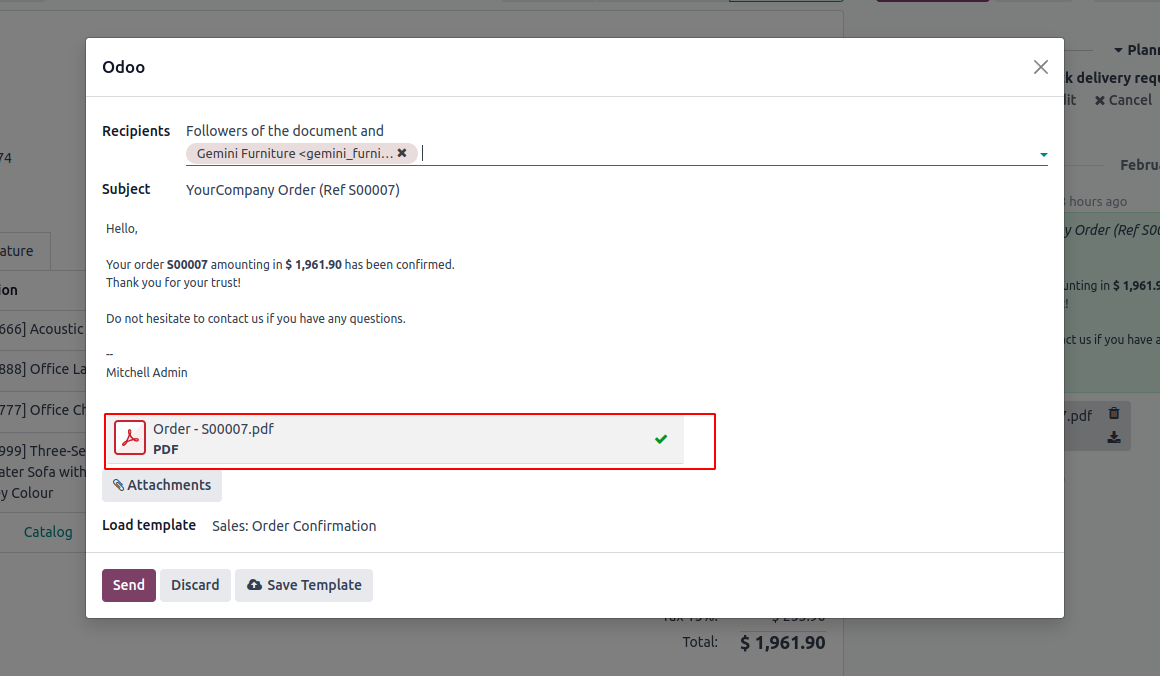 Odoo
Plann
k delivery requ
Recipients
Followers of the document and
dit
Cancel
Gemini Furniture <gemini_furni...
74
Februa
Subject
YourCompany Order (Ref S00007)
hours ago
Hello,
y Order (Ref S00
ature
Your order S00007 amounting in $ 1,961.90 has been confirmed.
Thank you for your trust!
ion
unting in $ 1,961.9
!
Do not hesitate to contact us if you have any questions.
666] Acoustic
act us if you have a
--
Mitchell Admin
888] Office La
777] Office Ch
7.pdf
Order - S00007.pdf
PDF
999] Three-Se
ater Sofa with
ey Colour
Attachments
Load template
Sales: Order Confirmation
Catalog
Send
Discard
Save Template
Total:
$ 1,961.90